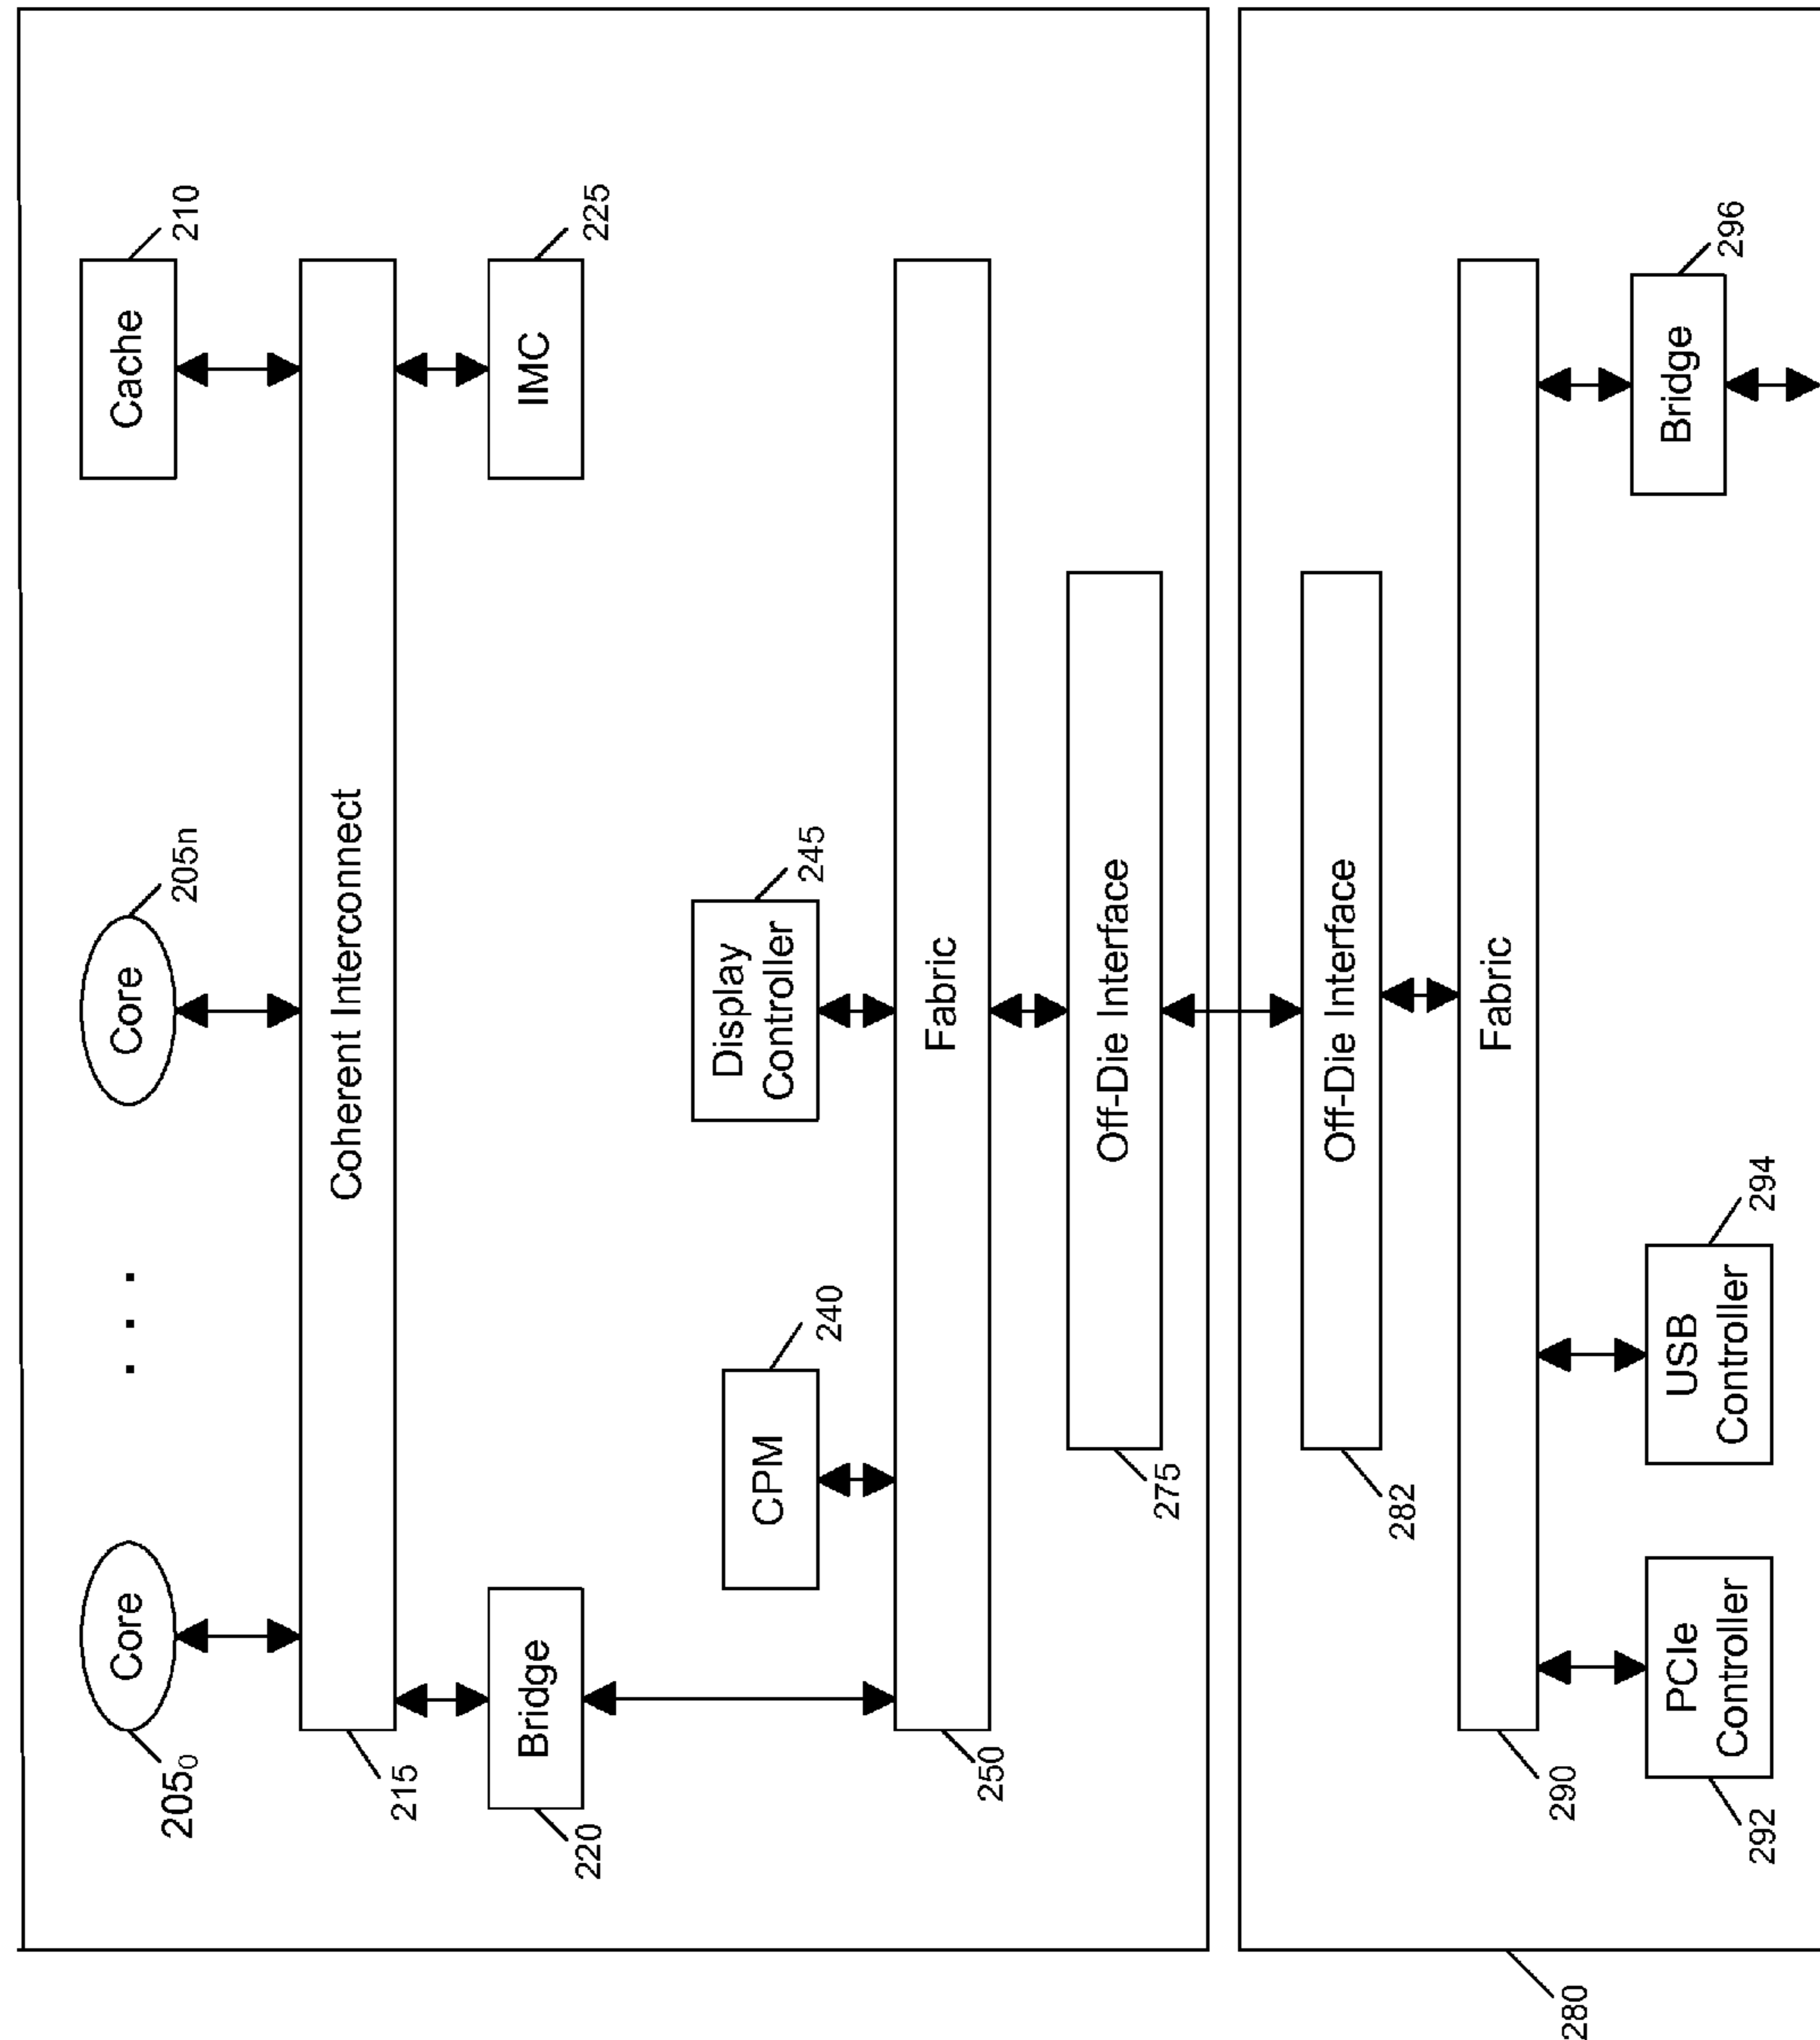 Core
205₀
. . .
Core
205n
Cache
210
Coherent Interconnect
215
Bridge
220
IMC
225
CPM
240
Display
Controller
245
Fabric
250
Off-Die Interface
275
Off-Die Interface
282
280
Fabric
290
PCIe
Controller
292
USB
Controller
294
Bridge
296